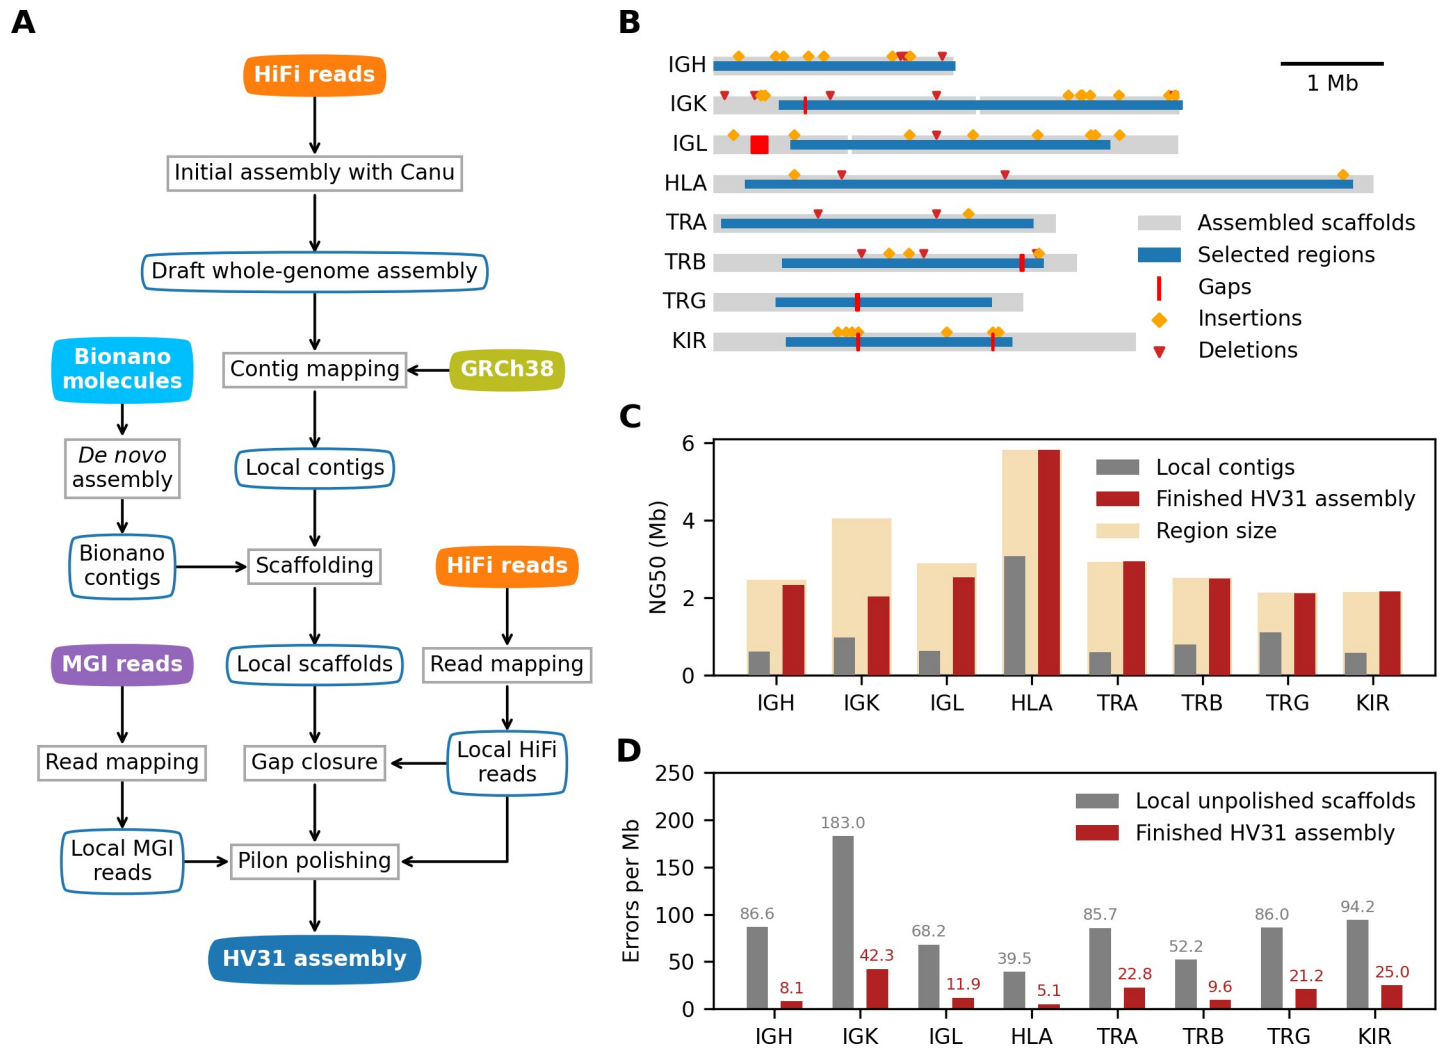 A
HiFi reads
Initial assembly with Canu
Draft whole-genome assembly
Bionano
molecules
Contig mapping
GRCh38
De novo
assembly
Local contigs
Bionano
contigs
Scaffolding
HiFi reads
MGI reads
Local scaffolds
Read mapping
Read mapping
Gap closure
Local HiFi
reads
Local MGI
reads
Pilon polishing
HV31 assembly
B
IGH
IGK
IGL
HLA
TRA
TRB
TRG
KIR
1 Mb
Assembled scaffolds
Selected regions
Gaps
Insertions
Deletions
C
NG50 (Mb)
6
4
2
0
Local contigs
Finished HV31 assembly
Region size
IGH IGK IGL HLA TRA TRB TRG KIR
D
Errors per Mb
250
200
150
100
50
0
Local unpolished scaffolds
Finished HV31 assembly
86.6 8.1
183.0 42.3
68.2 11.9
39.5 5.1
85.7 22.8
52.2 9.6
86.0 21.2
94.2 25.0
IGH IGK IGL HLA TRA TRB TRG KIR